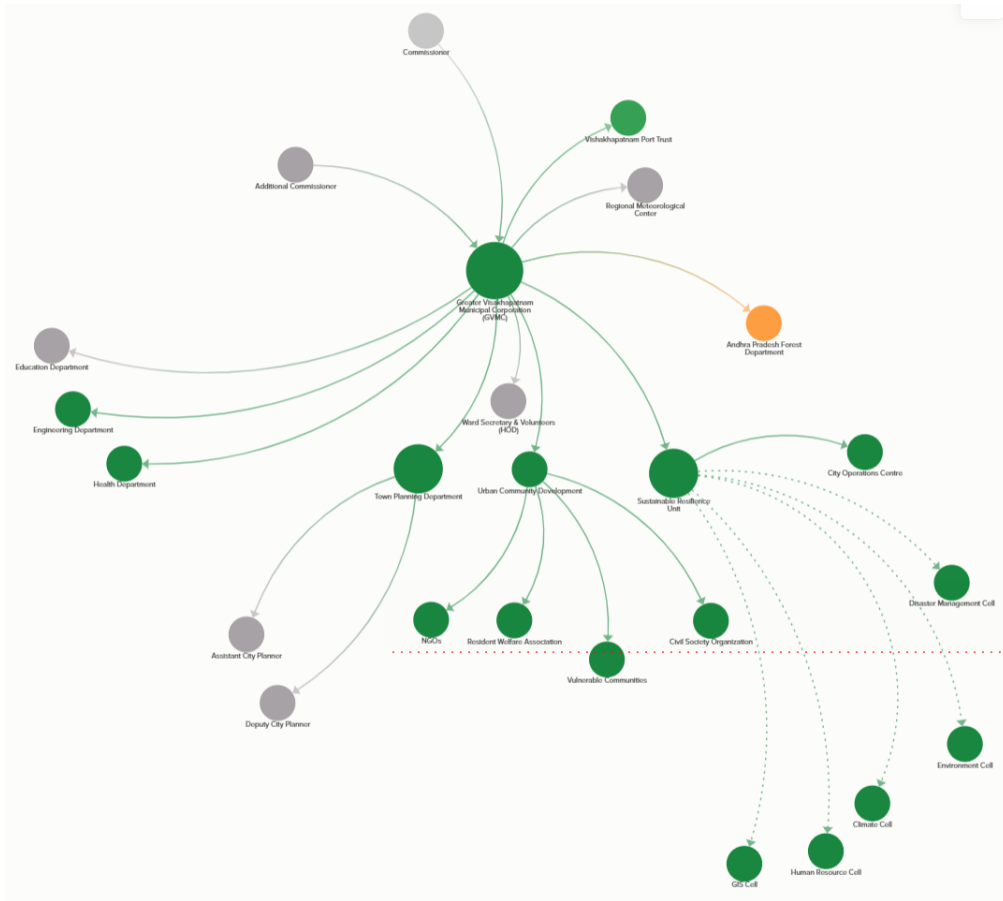 Commissioner
Vishakhapatnam Port Trust
Additional Commissioner
Regional Meteorological
Center
Greater Visakhapatnam
Municipal Corporation
(GVMC)
Andhra Pradesh Forest
Department
Education Department
Engineering Department
Ward Secretary & Volunteers
(HOD)
Health Department
Town Planning Department
Urban Community Development
Sustainable Resilience
Unit
City Operations Centre
Disaster Management Cell
NGOs
Resident Welfare Association
Civil Society Organization
Assistant City Planner
Vulnerable Communities
Deputy City Planner
Environment Cell
Climate Cell
Human Resource Cell
GIS Cell